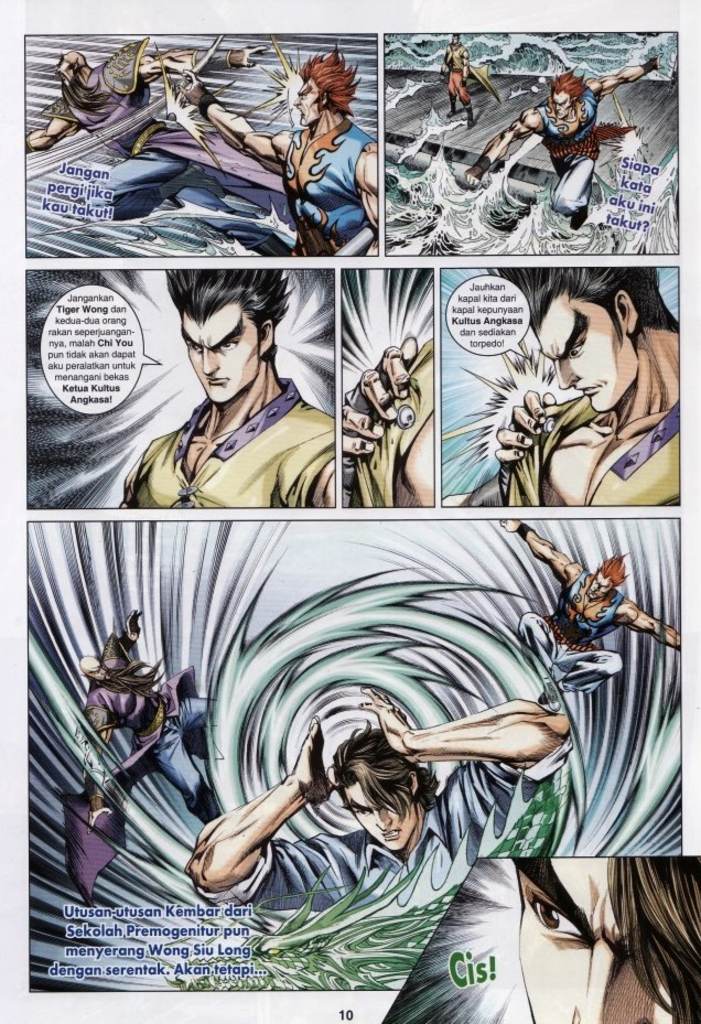 Jangan
pergi jika
kau takut!
Siapa
kata
aku ini
takut?
Jangankan
Tiger Wong dan
kedua-dua orang
rakan seperjuangan-
nya, malah Chi You
pun tidak akan dapat
aku peralatkan untuk
menangani bekas
Ketua Kultus
Angkasa!
Jauhkan
kapal kita dari
kapal kepunyaan
Kultus Angkasa
dan sediakan
torpedo!
Utusan-utusan Kembar dari
Sekolah Premogenitur pun
menyerang Wong Siu Long
dengan serentak. Akan tetapi...
Cis!
10